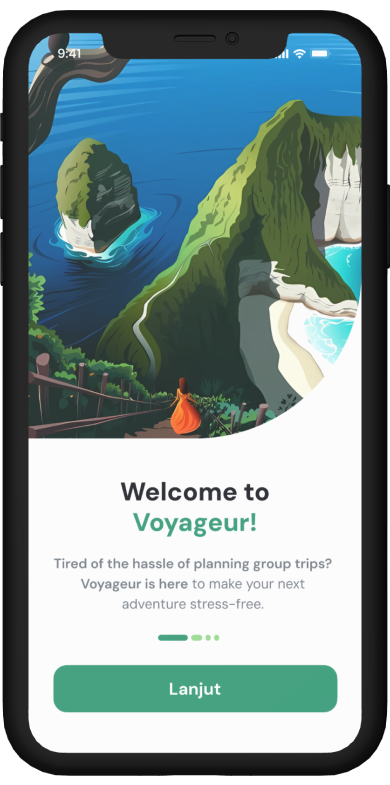 9:41
Welcome to
Voyageur!
Tired of the hassle of planning group trips?
Voyageur is here to make your next
adventure stress-free.
Lanjut